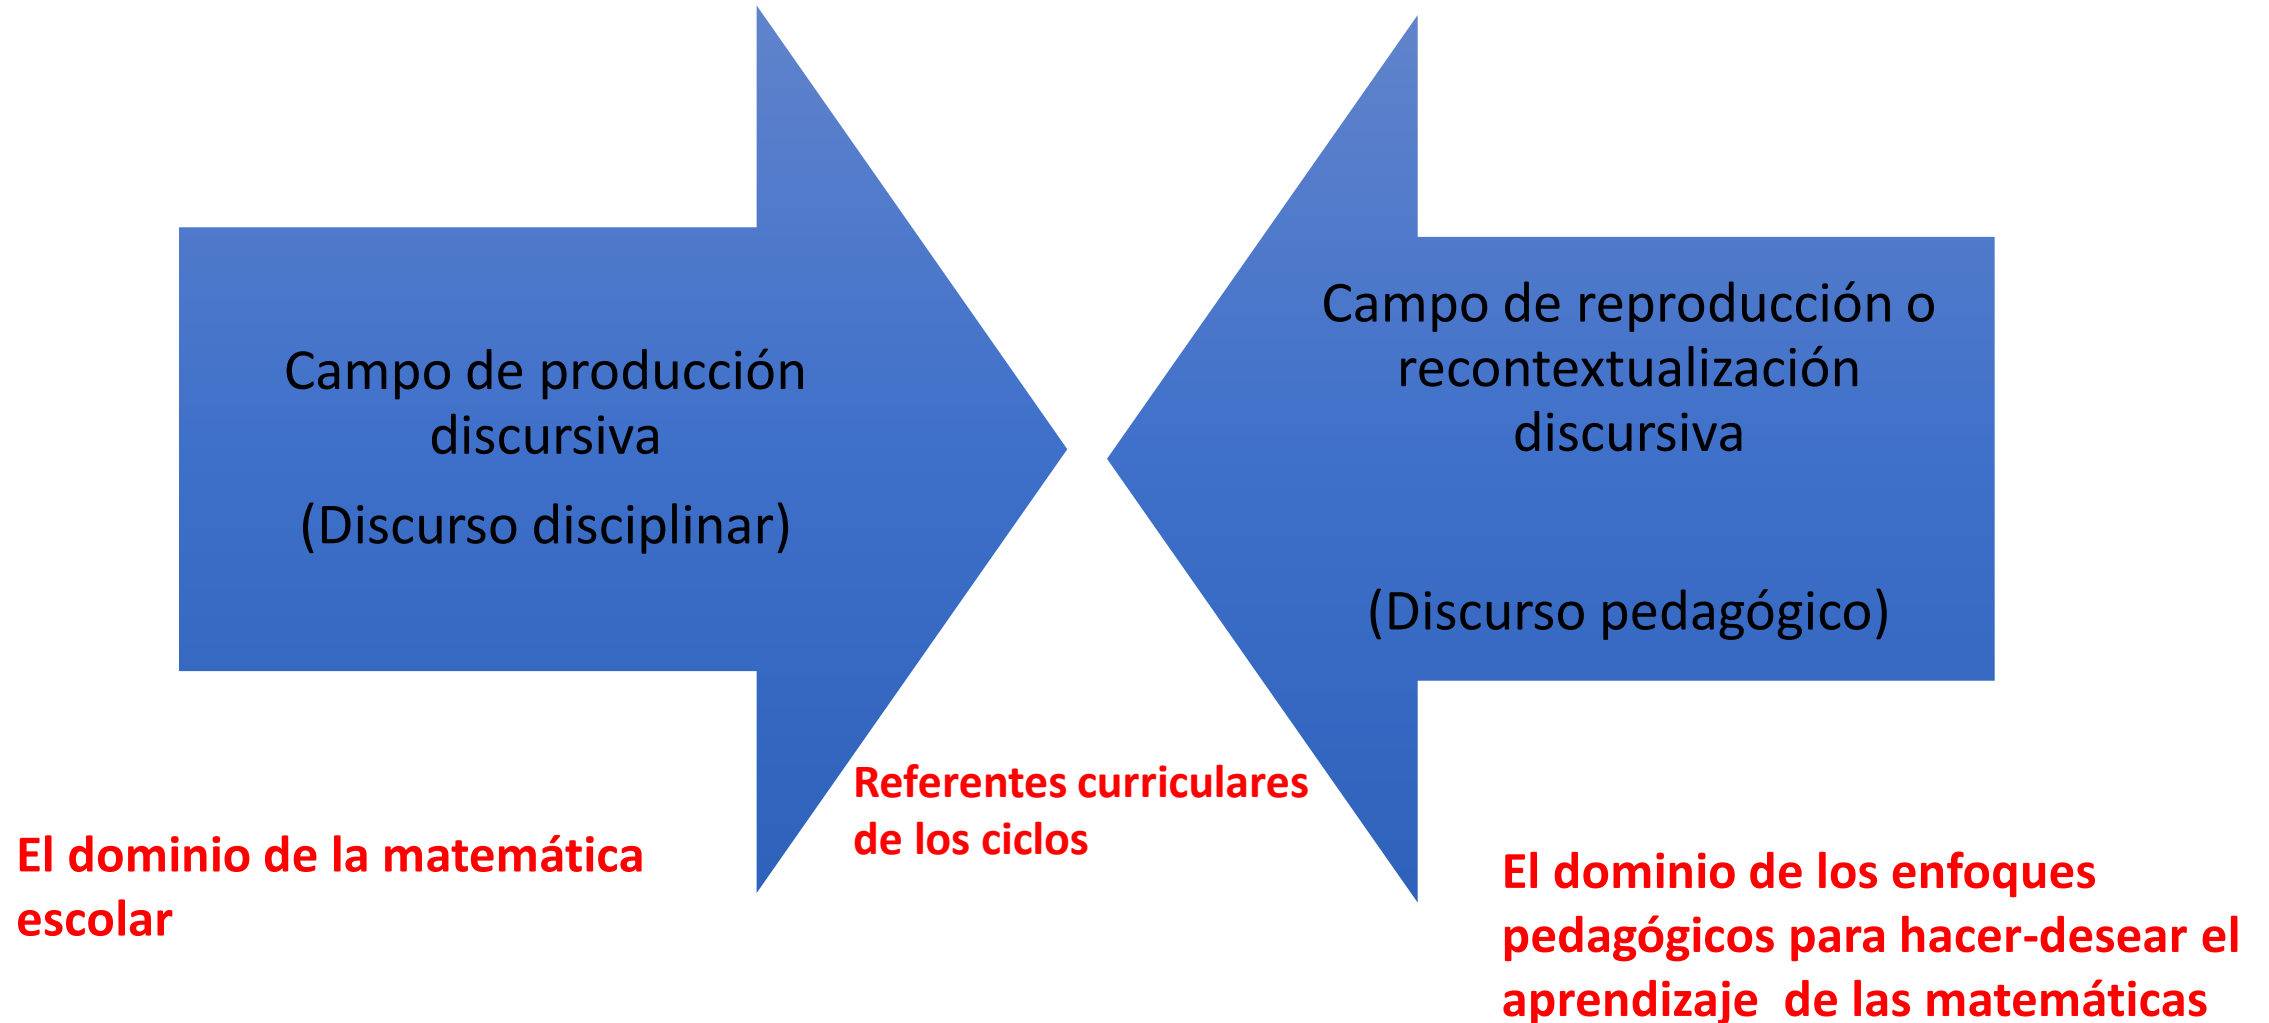 Campo de producción
discursiva
(Discurso disciplinar)
Campo de reproducción o
recontextualización
discursiva
(Discurso pedagógico)
Referentes curriculares
de los ciclos
El dominio de la matemática
escolar
El dominio de los enfoques
pedagógicos para hacer-desear el
aprendizaje  de las matemáticas